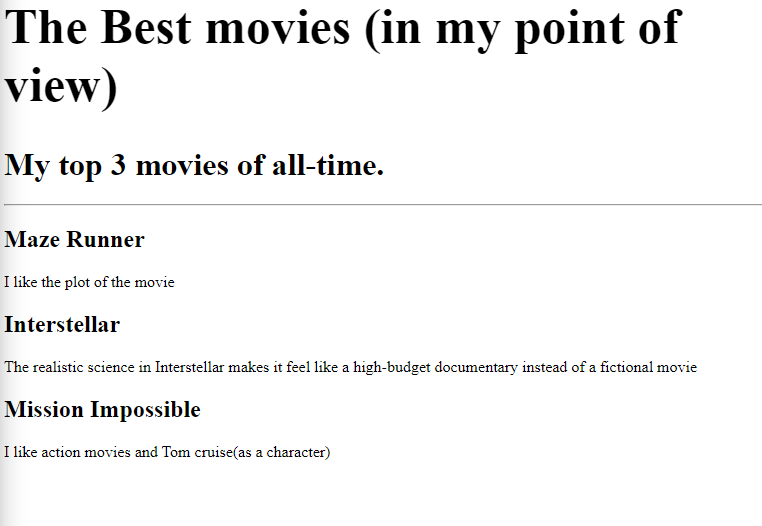 The Best movies (in my point of
view)
My top 3 movies of all-time.
Maze Runner
I like the plot of the movie
Interstellar
The realistic science in Interstellar makes it feel like a high-budget documentary instead of a fictional movie
Mission Impossible
I like action movies and Tom cruise(as a character)